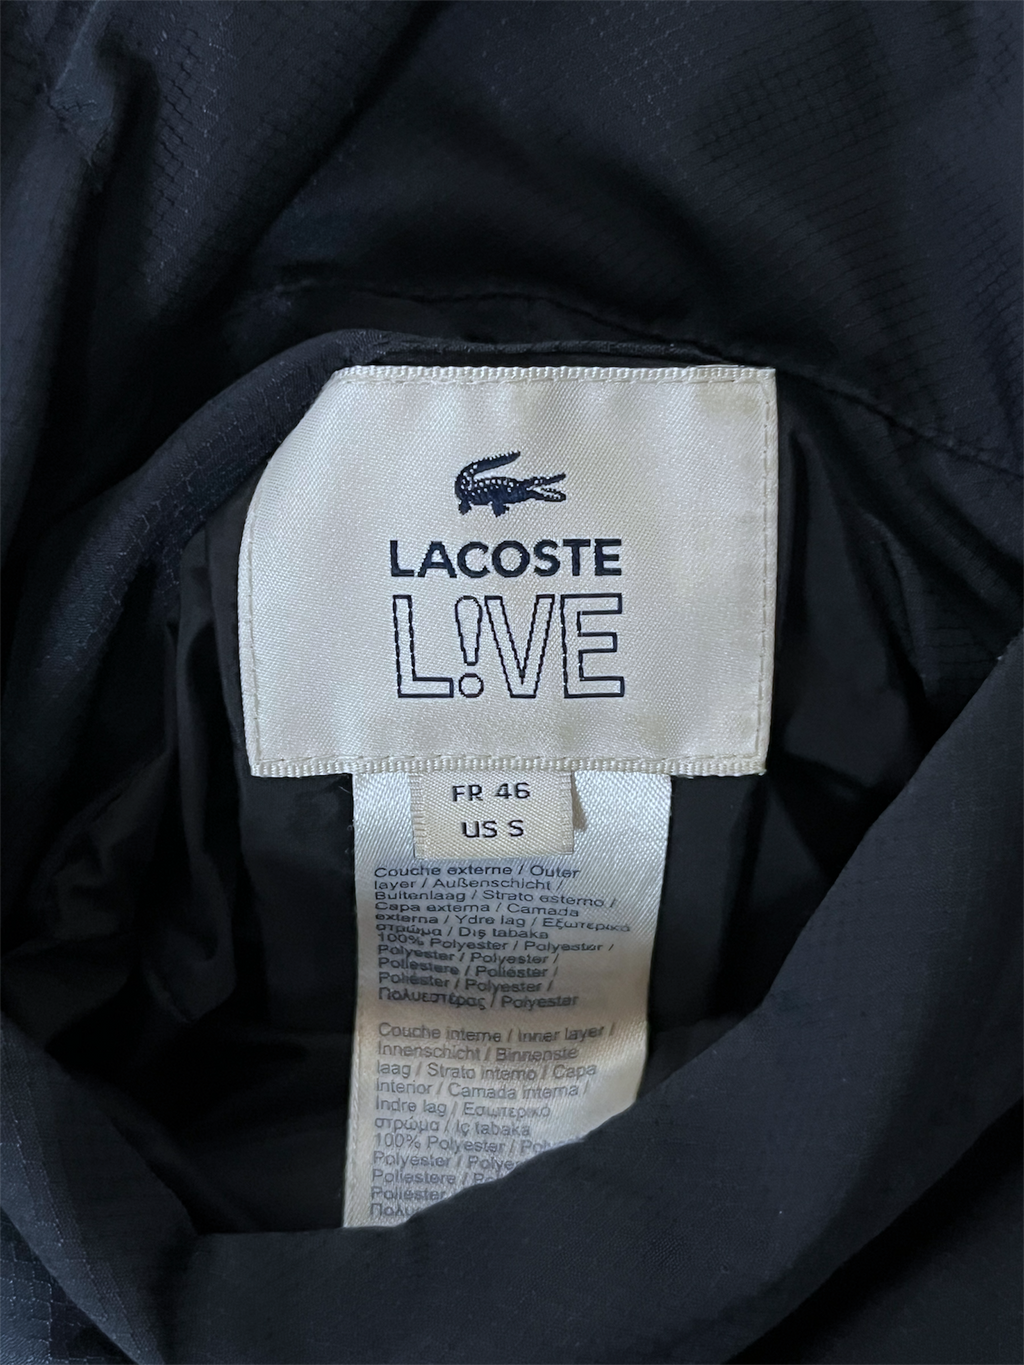 LACOSTE
L!VE
FR 46
US S
Couche externe / Outer
layer / Außenschicht /
Buitenlaag / Strato esterno /
Capa externa / Camada
externa / Ydre lag / Εξωτερικό
στρώμα / Dış tabaka
100% Polyester / Polyester /
Polyester / Polyester /
Poliestere / Poliéster /
Poliéster / Polyester /
Πολυεστέρας / Polyester
Couche interne / Inner layer /
Innenschicht / Binnenste
laag / Strato interno / Capa
interior / Camada interna /
Indre lag / Εσωτερικό
στρώμα / İç tabaka
100% Polyester /
Polyester /
Poliestere /
Poliéster